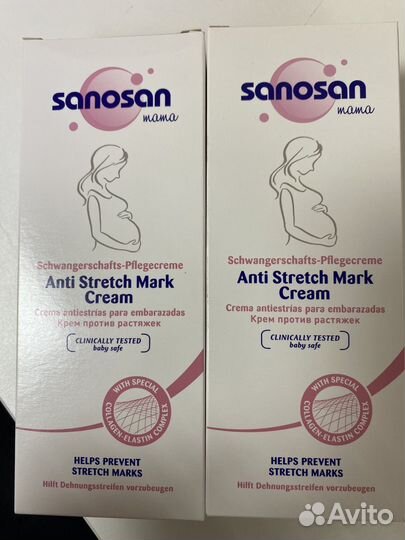 sanosan
mama
Schwangerschafts-Pflegecreme
Anti Stretch Mark
Cream
Crema antiestrías para embarazadas
Крем против растяжек
CLINICALLY TESTED
baby safe
WITH SPECIAL
COLLAGEN-ELASTIN COMPLEX
HELPS PREVENT
STRETCH MARKS
Hilft Dehnungsstreifen vorzubeugen
sanosan
mama
Schwangerschafts-Pflegecreme
Anti Stretch Mark
Cream
Crema antiestrías para embarazadas
Крем против растяжек
CLINICALLY TESTED
baby safe
WITH SPECIAL
COLLAGEN-ELASTIN COMPLEX
HELPS PREVENT
STRETCH MARKS
Hilft Dehnungsstreifen vorzubeugen
Avito